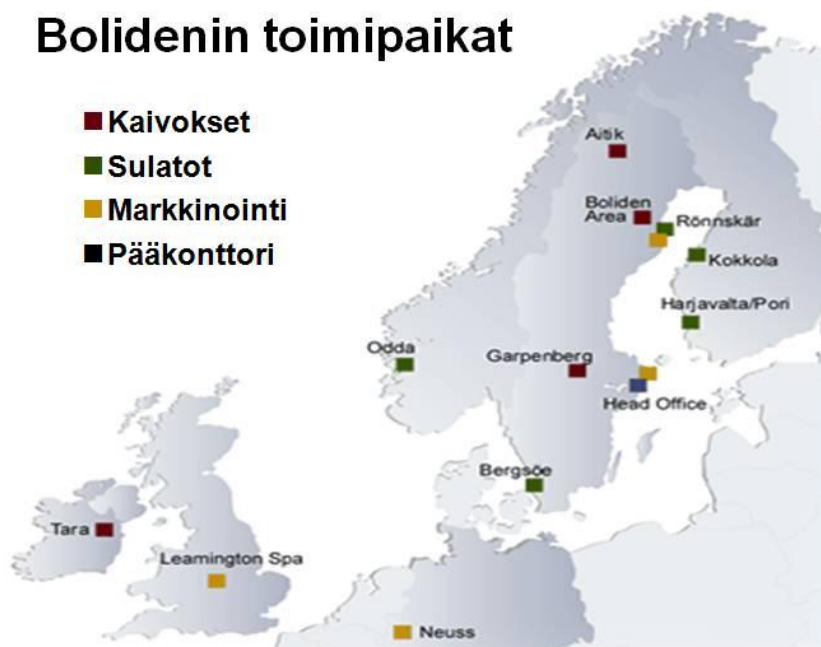 Bolidenin toimipaikat
Kaivokset
Sulatot
Markkinointi
Pääkonttori
Aitik
Boliden
Area
Rönnskär
Kokkola
Harjavalta/Pori
Odda
Garpenberg
Head Office
Bergsöe
Tara
Leamington Spa
Neuss